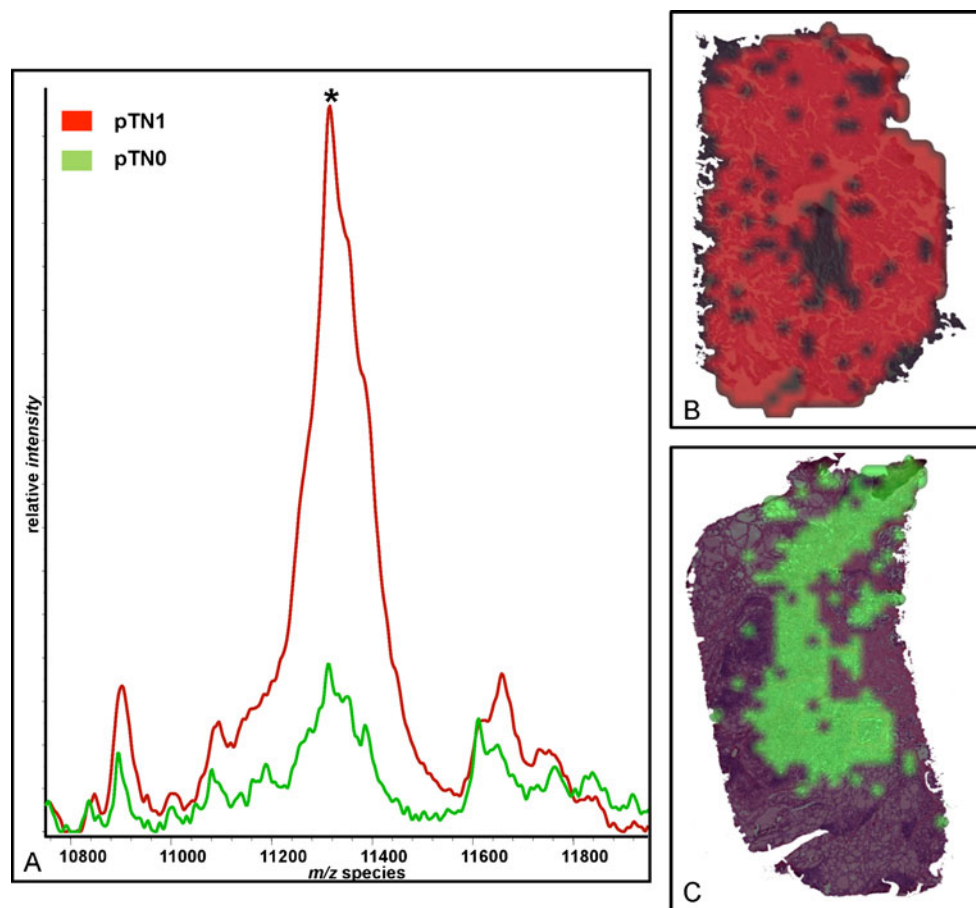 *
pTN1
pTN0
relative intensity
10800 11000 11200 11400 11600 11800
m/z species
A
B
C